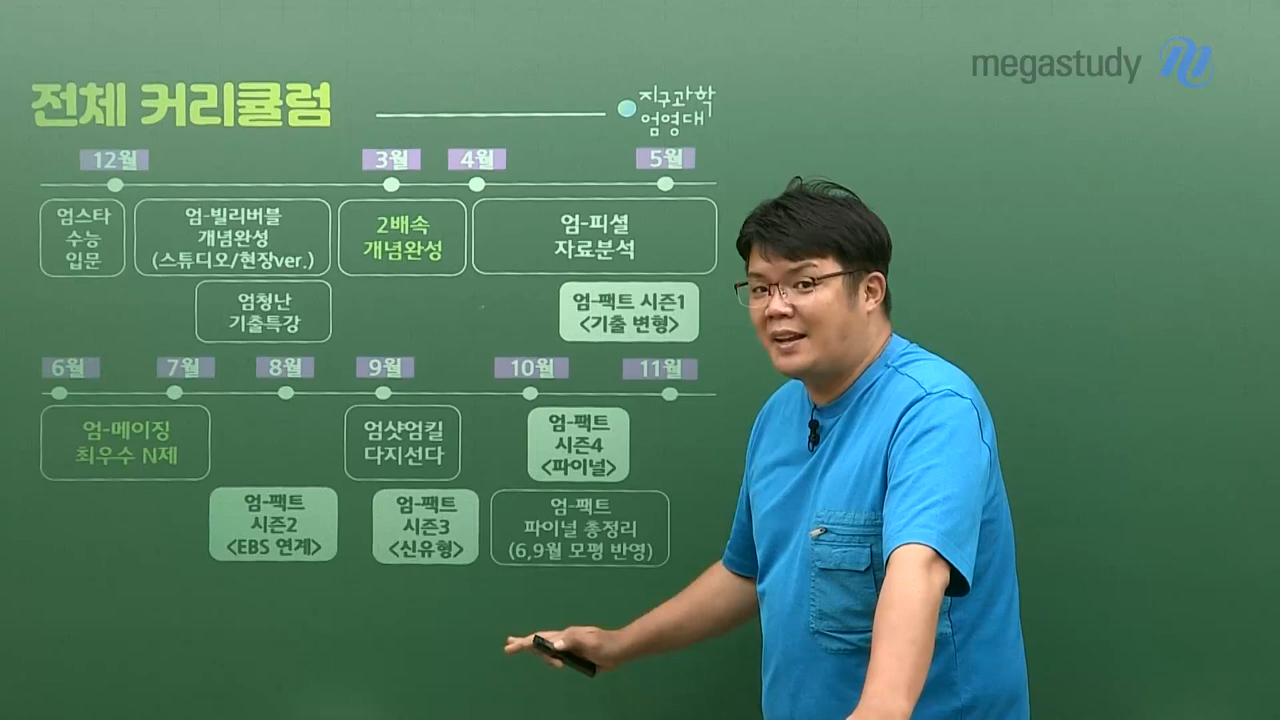 megastudy
전체 커리큘럼
지구과학
엄영대
12월 3월 4월 5월
엄스타
수능
입문
엄-빌리버블
개념완성
(스튜디오/현장ver.)
2배속
개념완성
엄-피셜
자료분석
엄청난
기출특강
엄-팩트 시즌1
<기출 변형>
6월 7월 8월 9월 10월 11월
엄-메이징
최우수 N제
엄샷엄킬
다지선다
엄-팩트
시즌4
<파이널>
엄-팩트
시즌2
<EBS 연계>
엄-팩트
시즌3
<신유형>
엄-팩트
파이널 총정리
(6,9월 모평 반영)